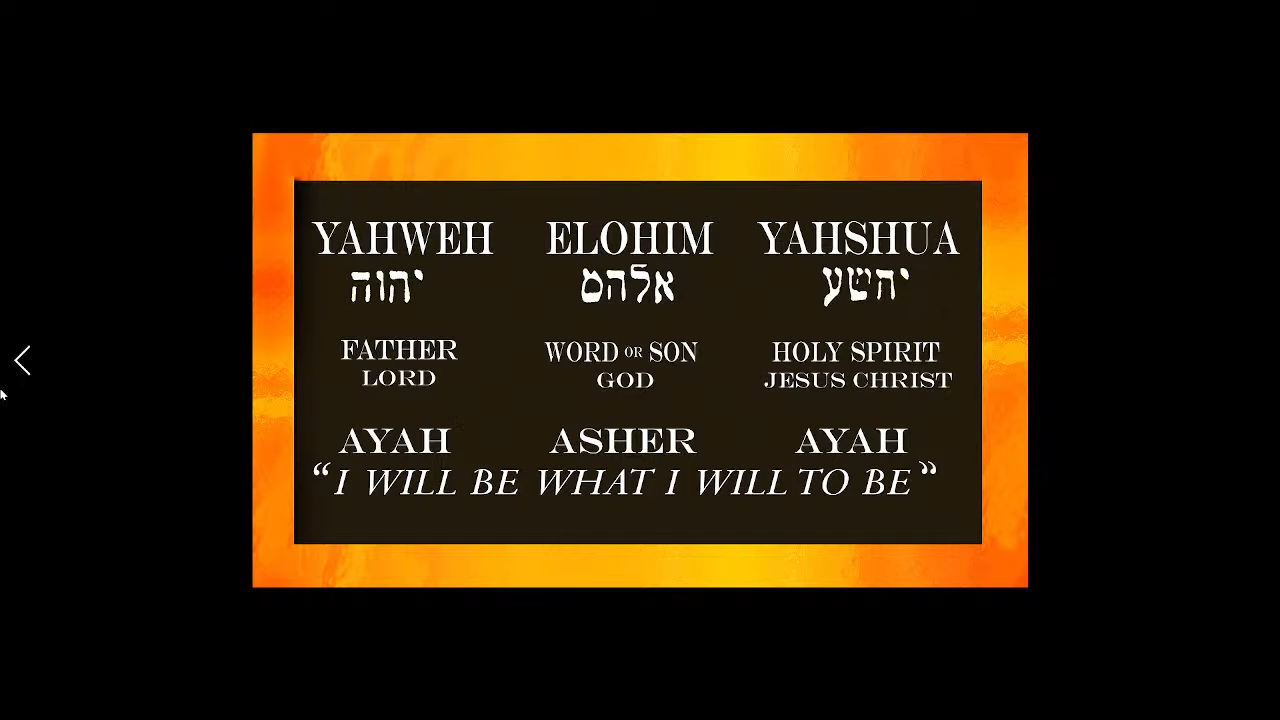 YAHWEH ELOHIM YAHSHUA
יהוה אלהם יהשע
FATHER WORD OR SON HOLY SPIRIT
LORD GOD JESUS CHRIST
AYAH ASHER AYAH
“I WILL BE WHAT I WILL TO BE”